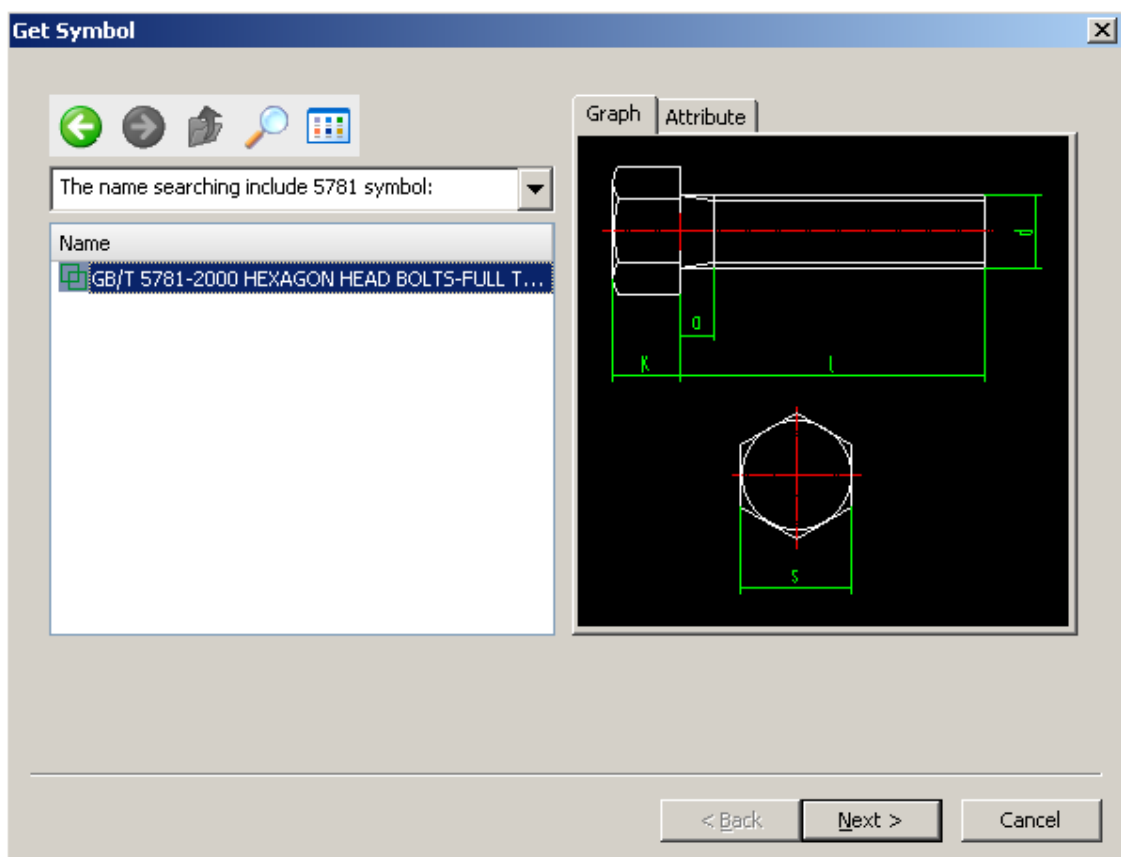 Get Symbol
Graph
Attribute
The name searching include 5781 symbol:
Name
GB/T 5781-2000 HEXAGON HEAD BOLTS-FULL T...
d
a
K
l
s
< Back
Next >
Cancel